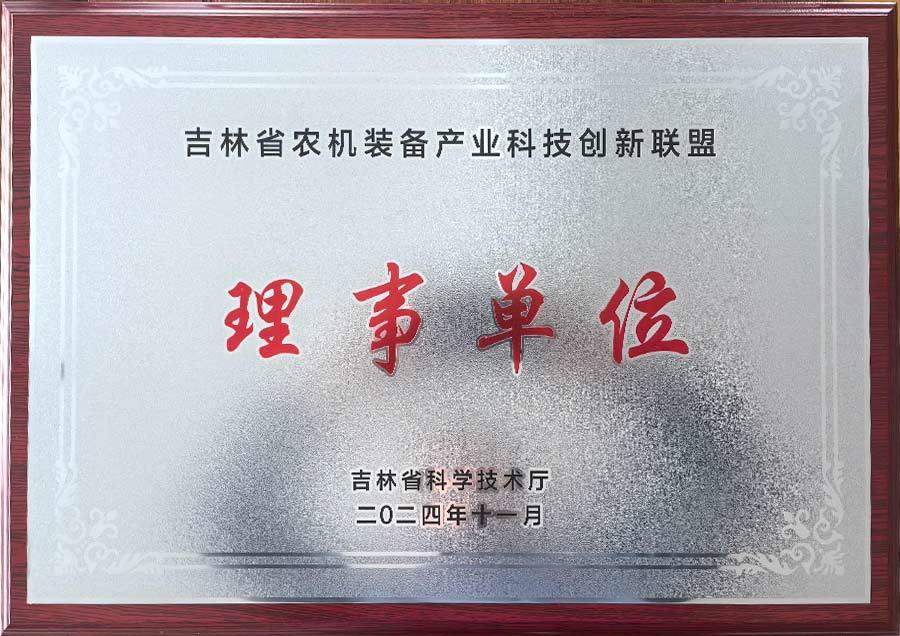 吉林省农机装备产业科技创新联盟
理事单位
吉林省科学技术厅
二0二四年十一月